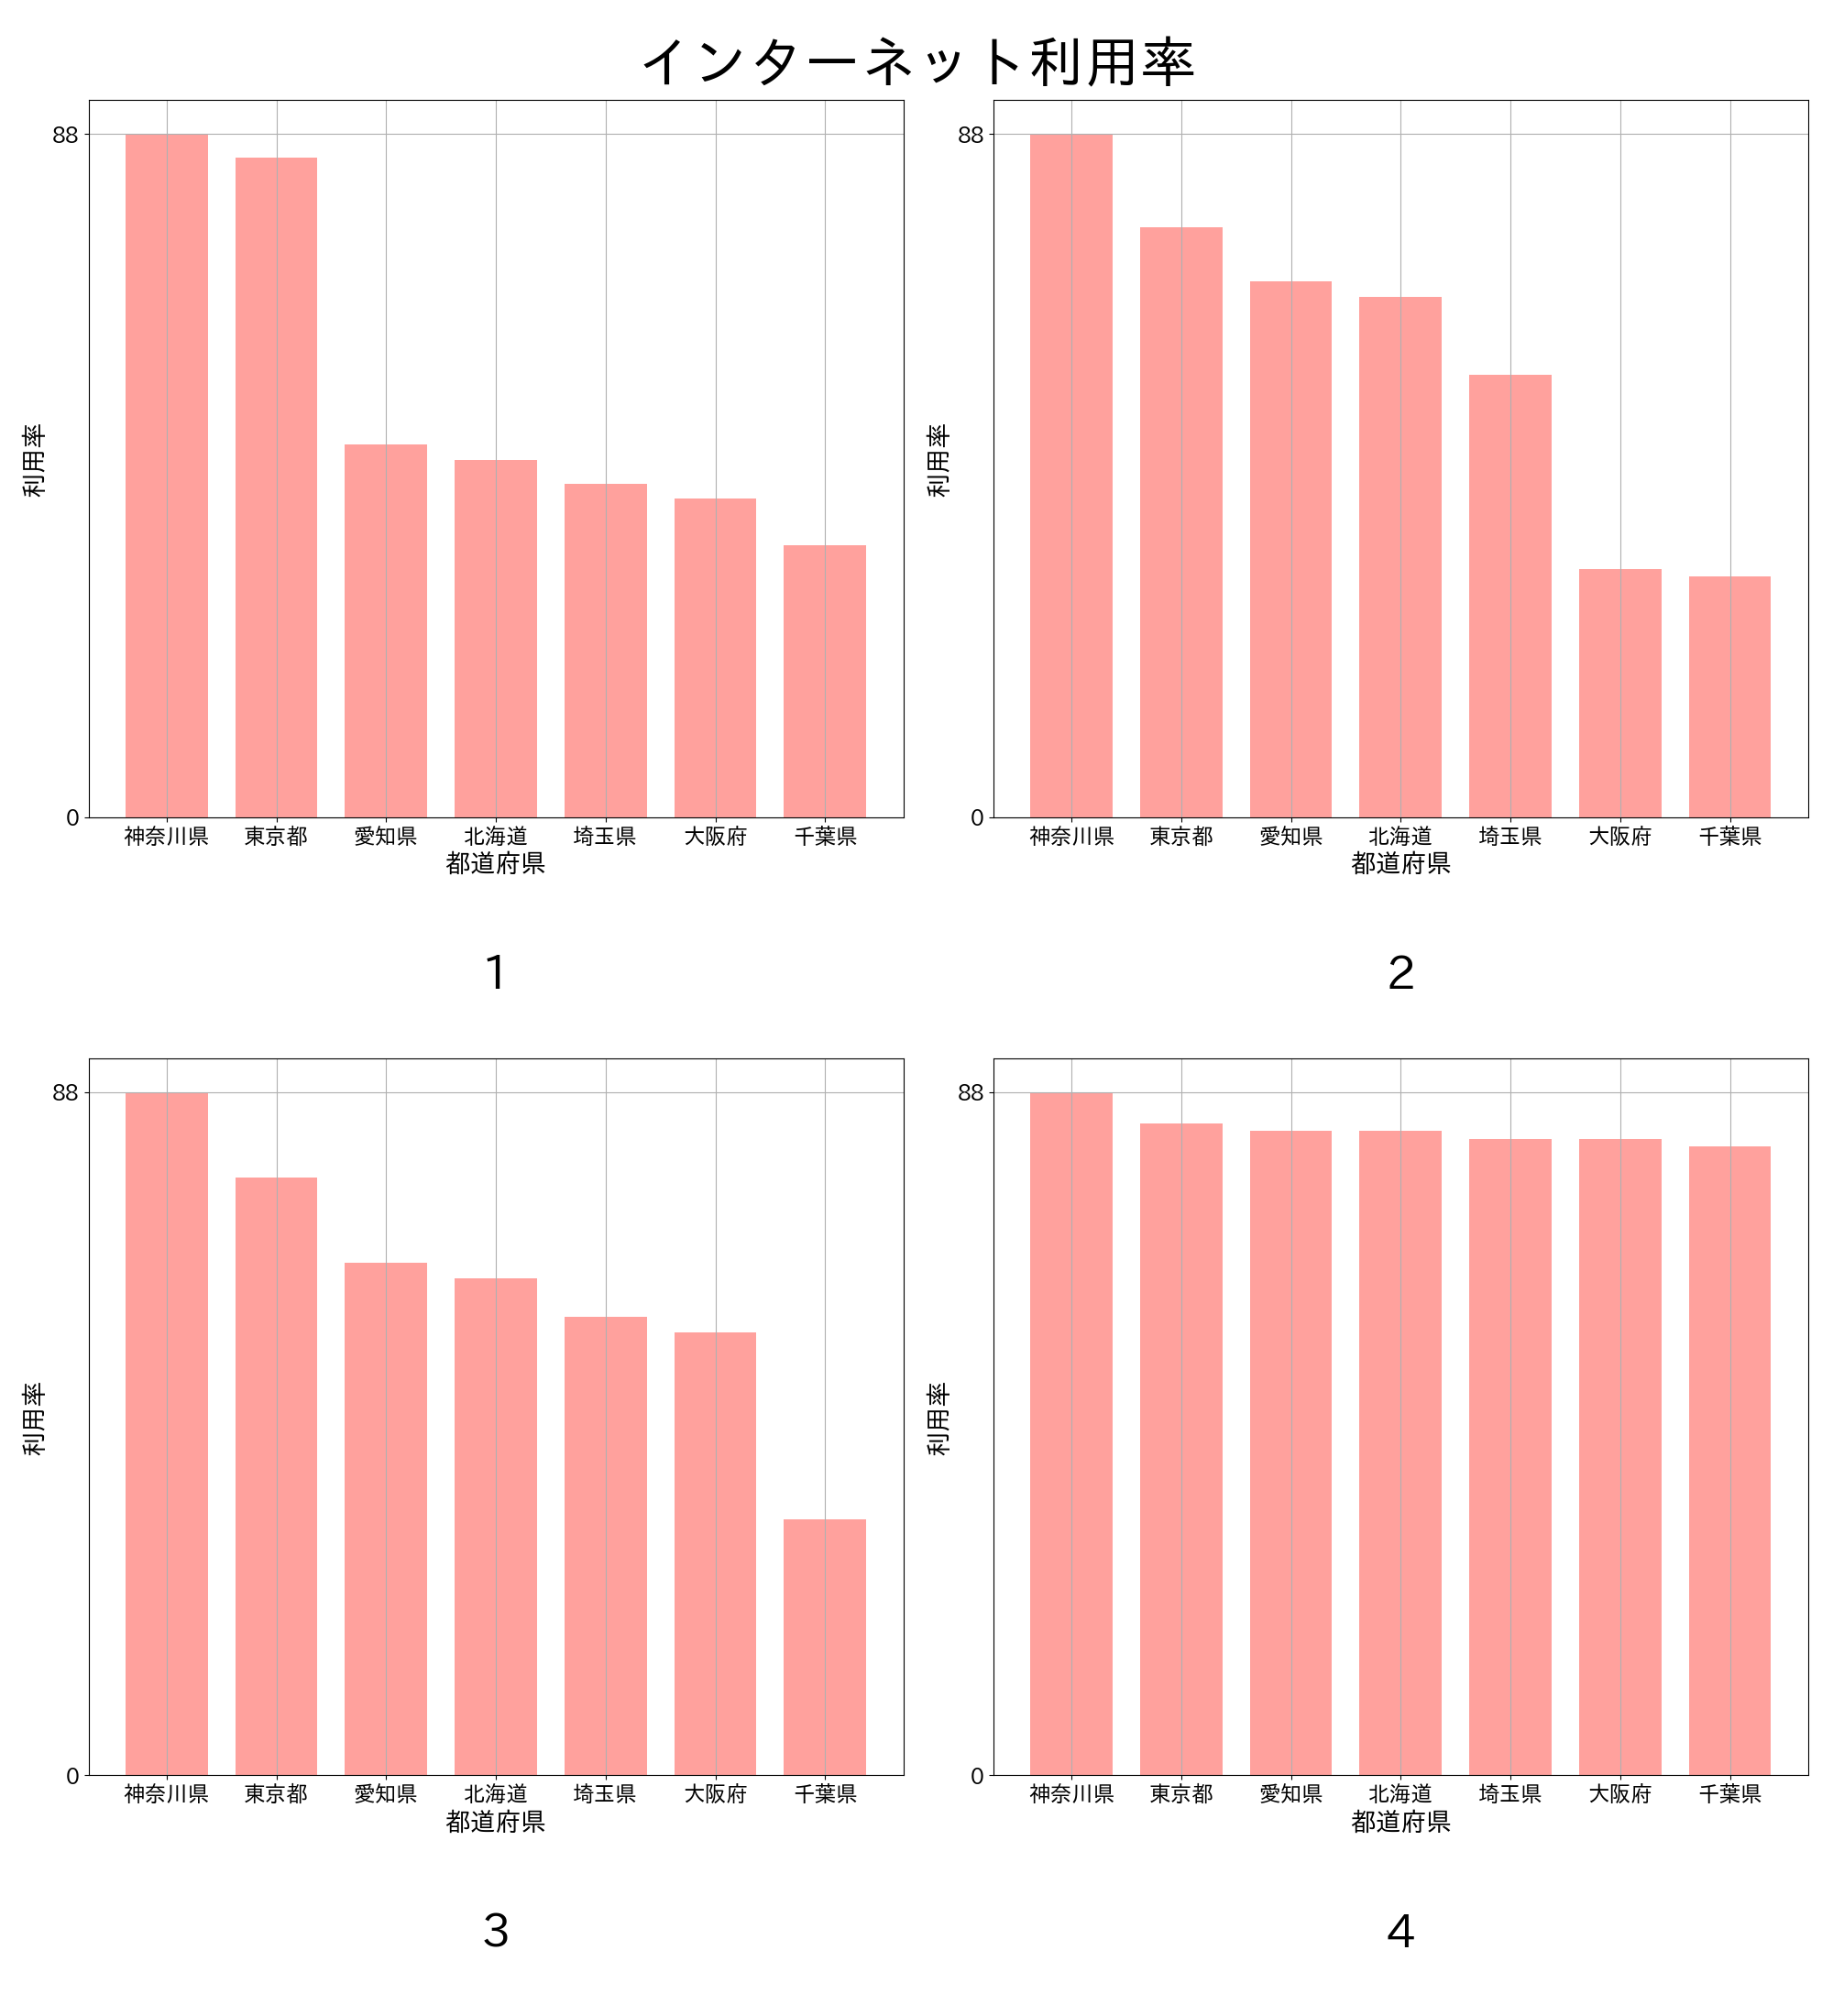 インターネット利用率
88
0
利用率
神奈川県 東京都 愛知県 北海道 埼玉県 大阪府 千葉県
都道府県
1
88
0
利用率
神奈川県 東京都 愛知県 北海道 埼玉県 大阪府 千葉県
都道府県
2
88
0
利用率
神奈川県 東京都 愛知県 北海道 埼玉県 大阪府 千葉県
都道府県
3
88
0
利用率
神奈川県 東京都 愛知県 北海道 埼玉県 大阪府 千葉県
都道府県
4